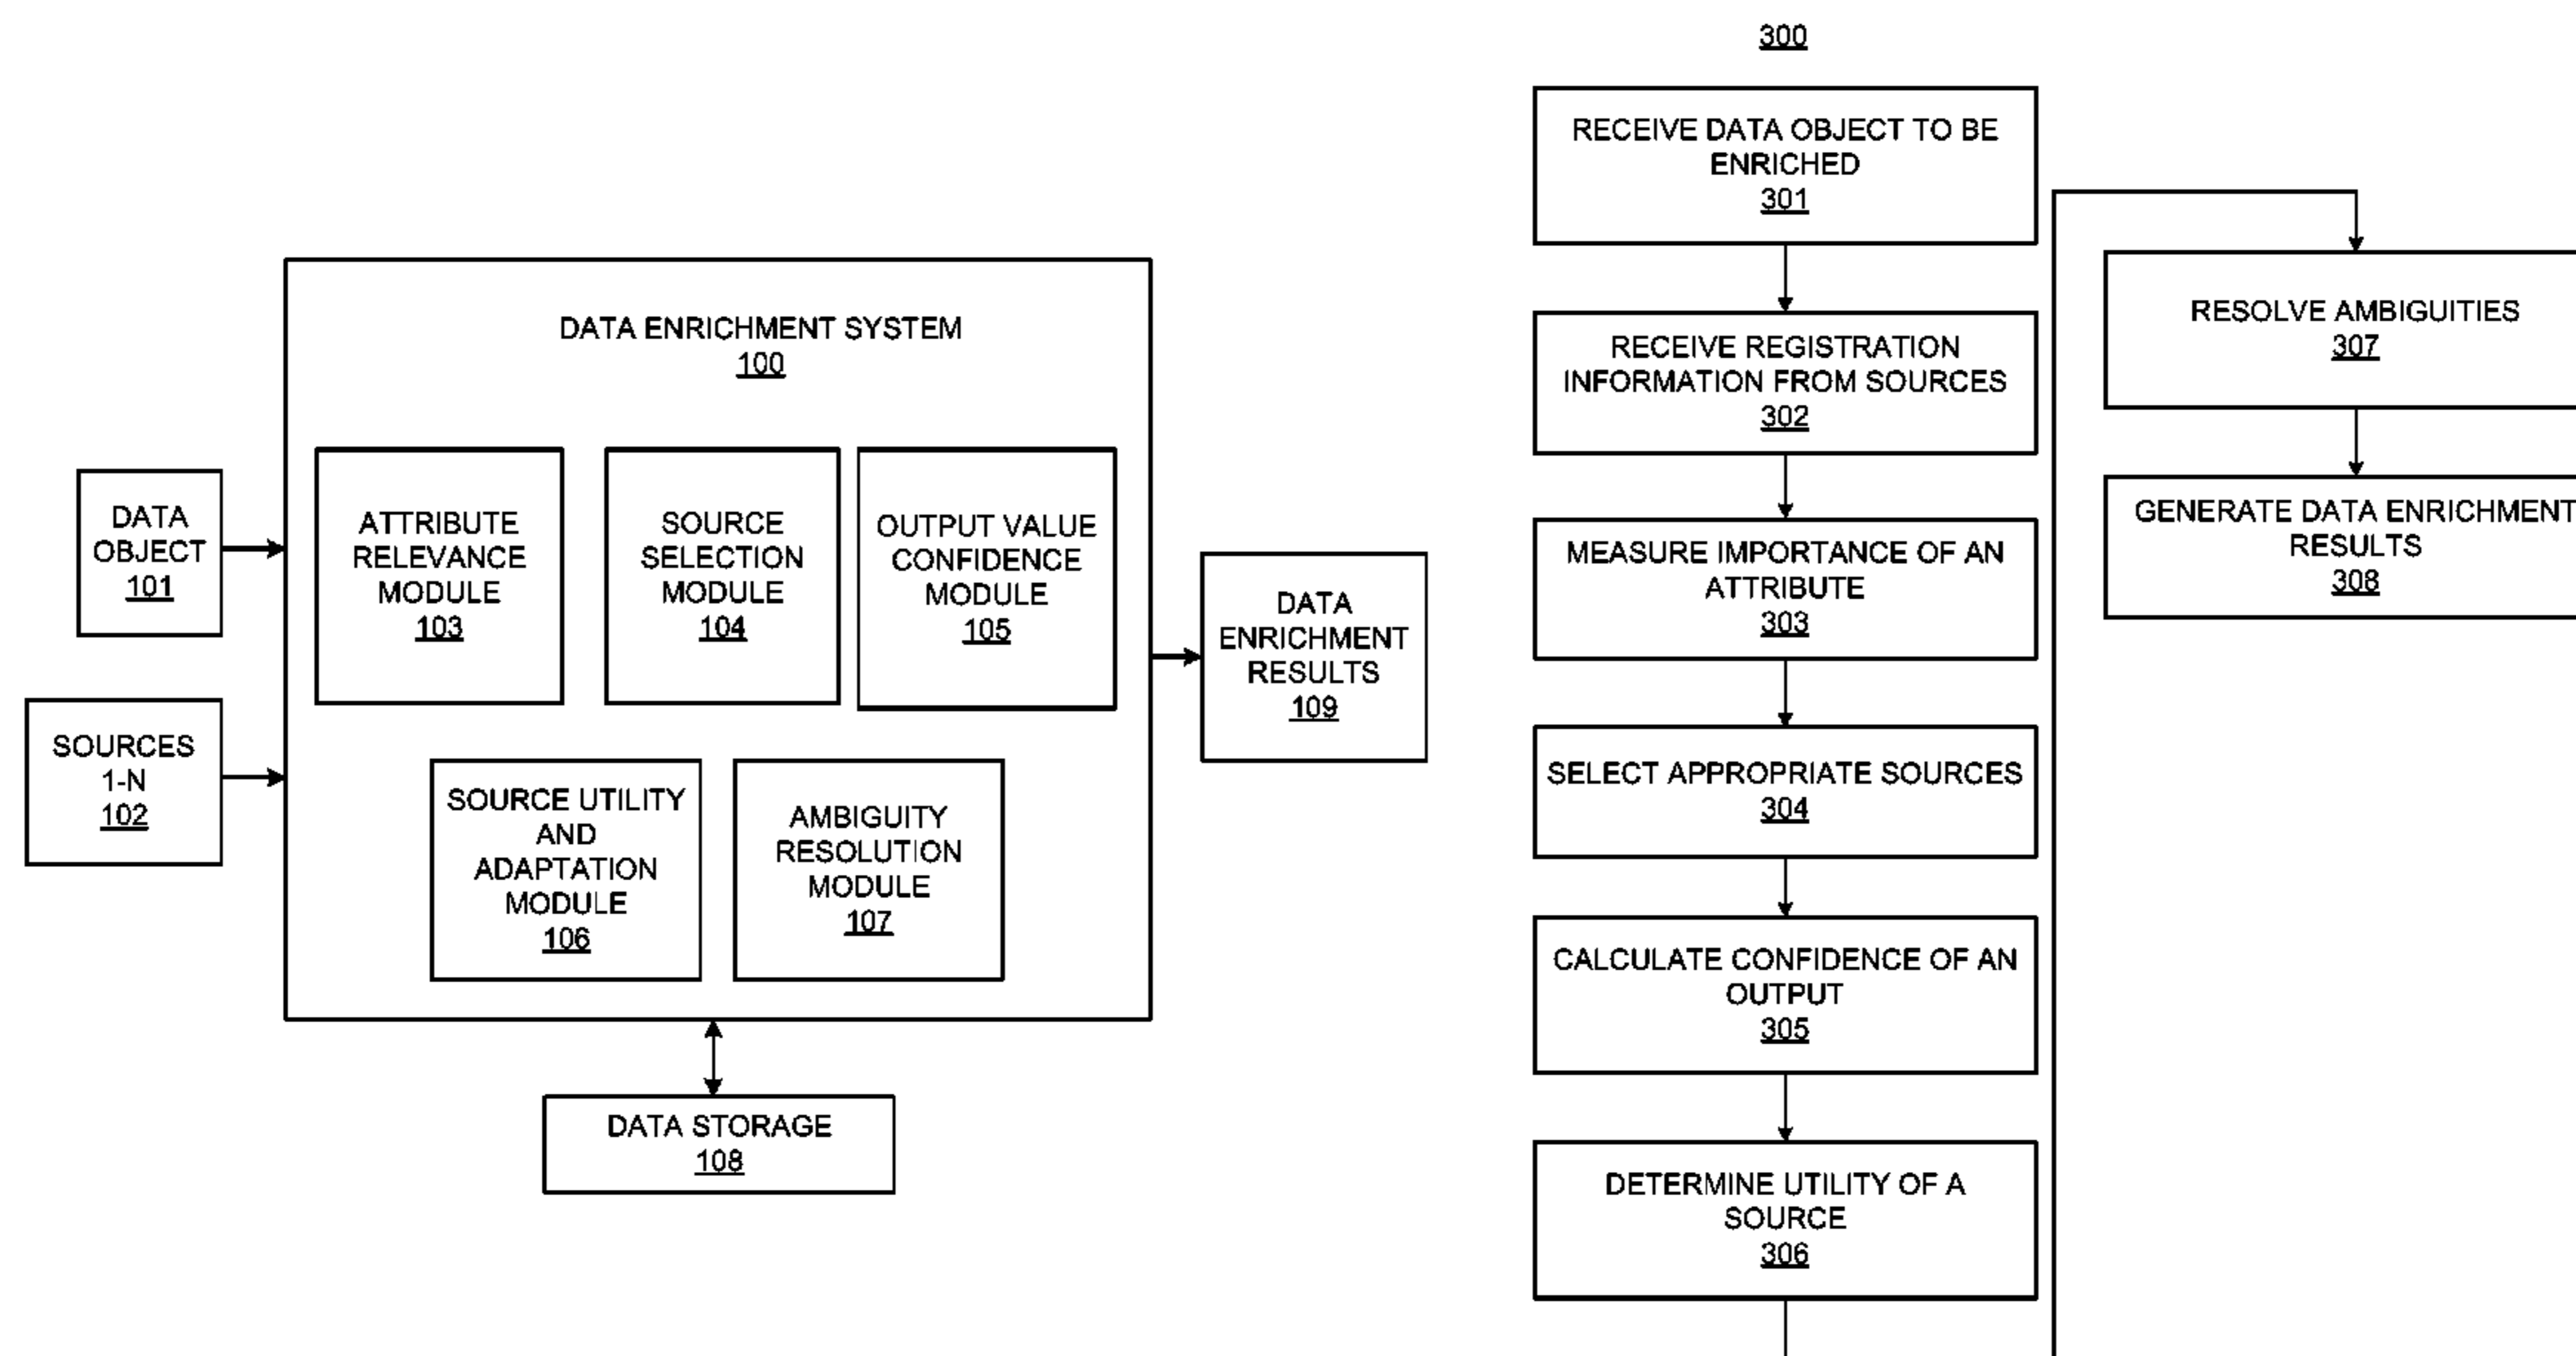 DATA ENRICHMENT SYSTEM
100
DATA
OBJECT
101
SOURCES
1-N
102
ATTRIBUTE
RELEVANCE
MODULE
103
SOURCE
SELECTION
MODULE
104
OUTPUT VALUE
CONFIDENCE
MODULE
105
SOURCE UTILITY
AND
ADAPTATION
MODULE
106
AMBIGUITY
RESOLUTION
MODULE
107
DATA STORAGE
108
DATA
ENRICHMENT
RESULTS
109
300
RECEIVE DATA OBJECT TO BE
ENRICHED
301
RECEIVE REGISTRATION
INFORMATION FROM SOURCES
302
MEASURE IMPORTANCE OF AN
ATTRIBUTE
303
SELECT APPROPRIATE SOURCES
304
CALCULATE CONFIDENCE OF AN
OUTPUT
305
DETERMINE UTILITY OF A
SOURCE
306
RESOLVE AMBIGUITIES
307
GENERATE DATA ENRICHMENT
RESULTS
308